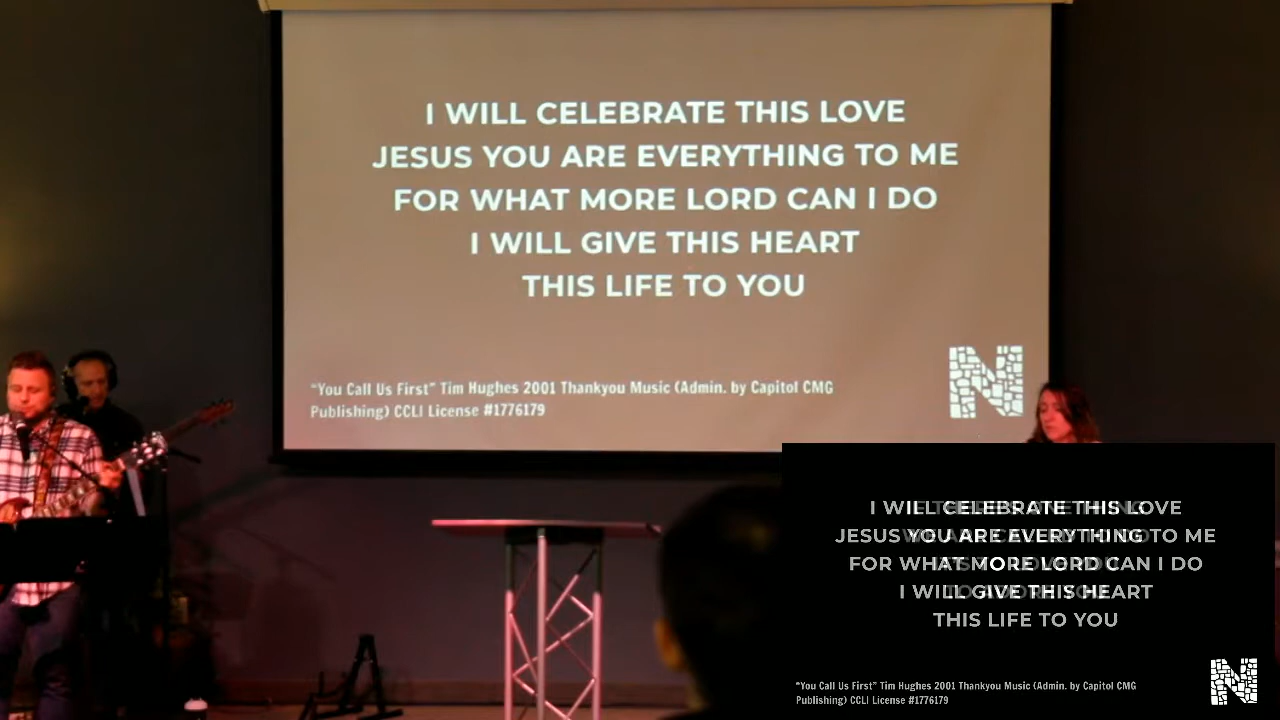 I WILL CELEBRATE THIS LOVE
JESUS YOU ARE EVERYTHING TO ME
FOR WHAT MORE LORD CAN I DO
I WILL GIVE THIS HEART
THIS LIFE TO YOU
"You Call Us First" Tim Hughes 2001 Thankyou Music (Admin. by Capitol CMG
Publishing) CCLI License #1776179
N
I WILL CELEBRATE THIS LOVE
JESUS YOU ARE EVERYTHING TO ME
FOR WHAT MORE LORD CAN I DO
I WILL GIVE THIS HEART
THIS LIFE TO YOU
"You Call Us First" Tim Hughes 2001 Thankyou Music (Admin. by Capitol CMG
Publishing) CCLI License #1776179
N